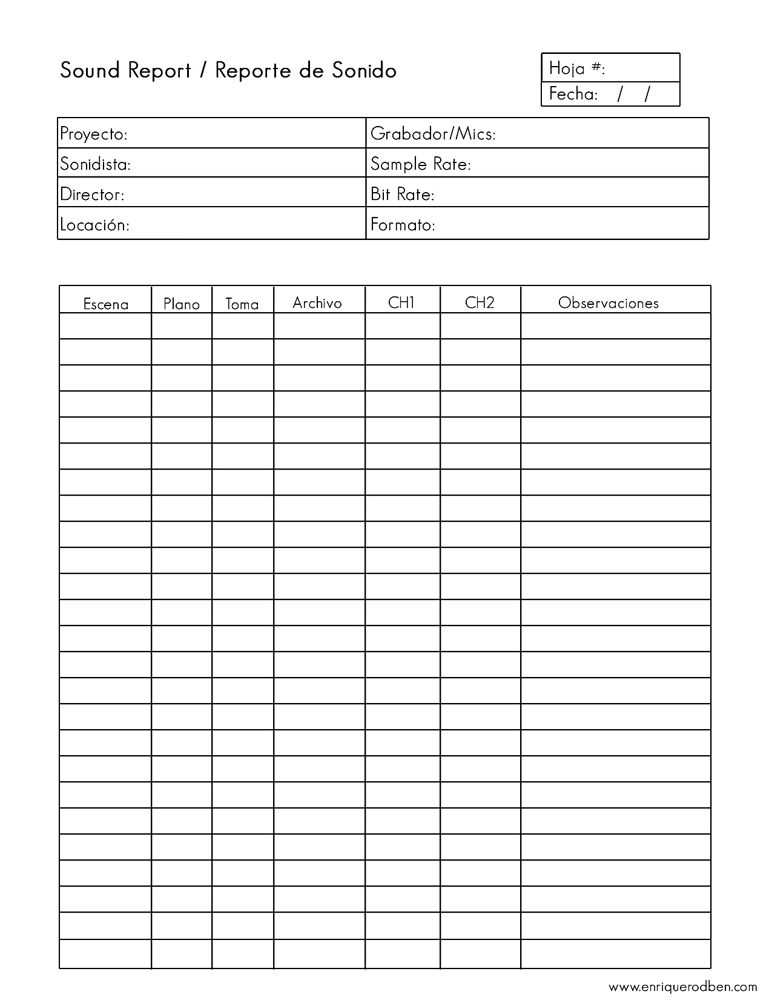 Sound Report / Reporte de Sonido
Hoja #:
Fecha: / /
Proyecto: Grabador/Mics:
Sonidista: Sample Rate:
Director: Bit Rate:
Locación: Formato:
Escena Plano Toma Archivo CH1 CH2 Observaciones
www.enriquerodben.com